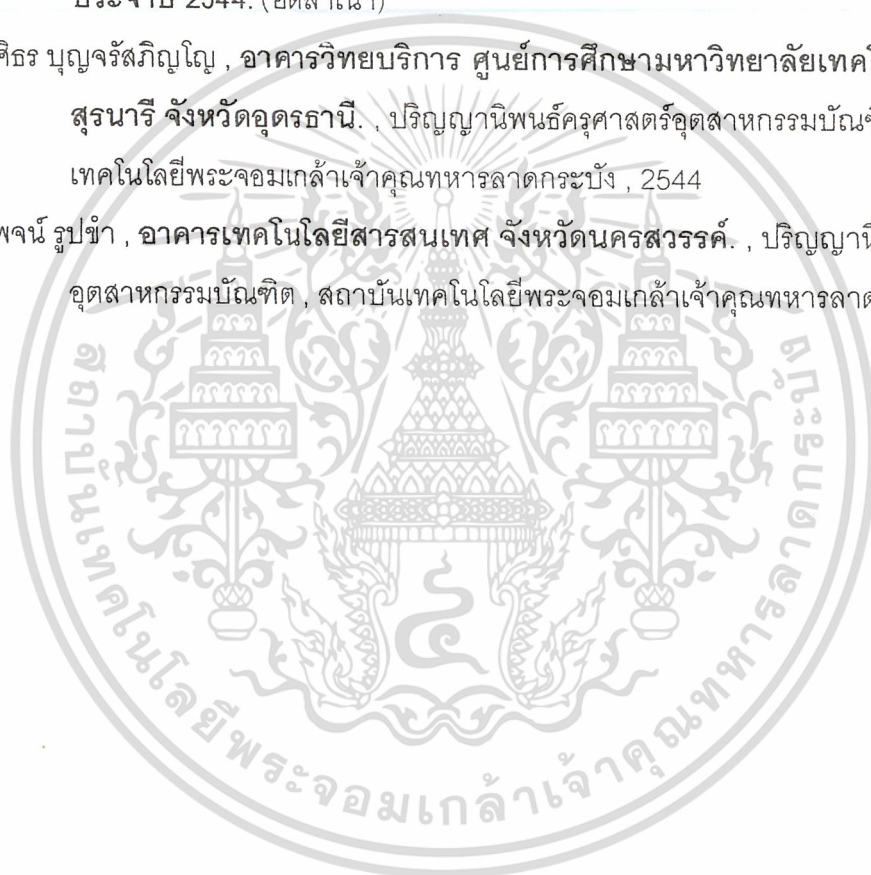 ประจำปี 2544. (อัดสำเนา)
ศิธร บุญจรัสภิญโญ , อาคารวิทยบริการ ศูนย์การศึกษามหาวิทยาลัยเทคโ
สุรนารี จังหวัดอุดรธานี. , ปริญญานิพนธ์ครุศาสตร์อุตสาหกรรมบัณฑิ
เทคโนโลยีพระจอมเกล้าเจ้าคุณทหารลาดกระบัง , 2544
พจน์ รูปขำ , อาคารเทคโนโลยีสารสนเทศ จังหวัดนครสวรรค์. , ปริญญานิ
อุตสาหกรรมบัณฑิต , สถาบันเทคโนโลยีพระจอมเกล้าเจ้าคุณทหารลาด
สถาบันเทคโนโลยีพระจอมเกล้าเจ้าคุณทหารลาดกระบัง
๔